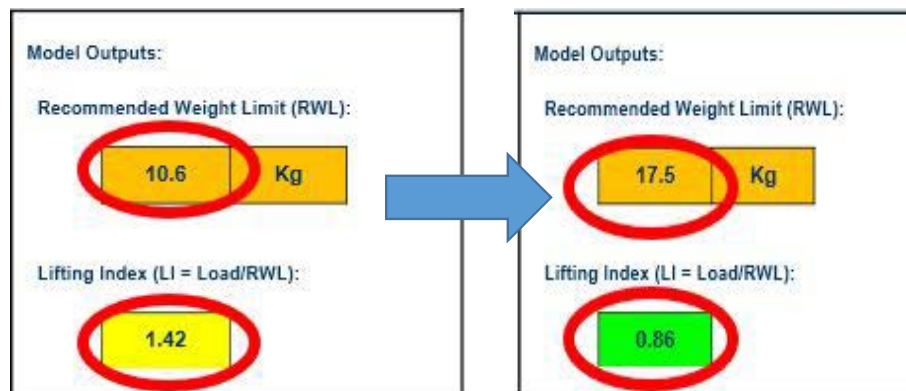 Model Outputs:
Recommended Weight Limit (RWL):
10.6 Kg
Lifting Index (LI = Load/RWL):
1.42
Model Outputs:
Recommended Weight Limit (RWL):
17.5 Kg
Lifting Index (LI = Load/RWL):
0.86